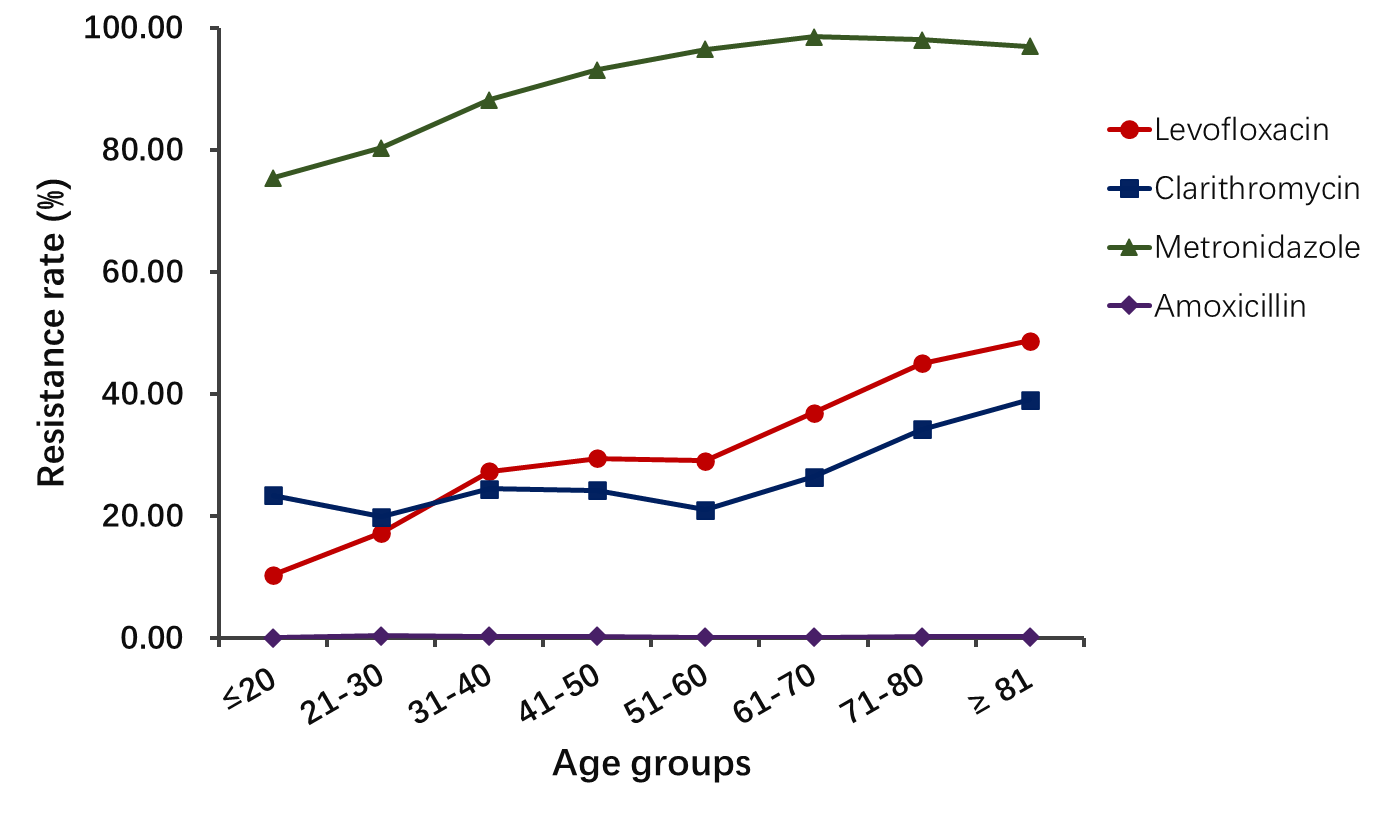 100.00
80.00
60.00
40.00
20.00
0.00
Resistance rate (%)
≤20
21-30
31-40
41-50
51-60
61-70
71-80
≥ 81
Age groups
Levofloxacin
Clarithromycin
Metronidazole
Amoxicillin